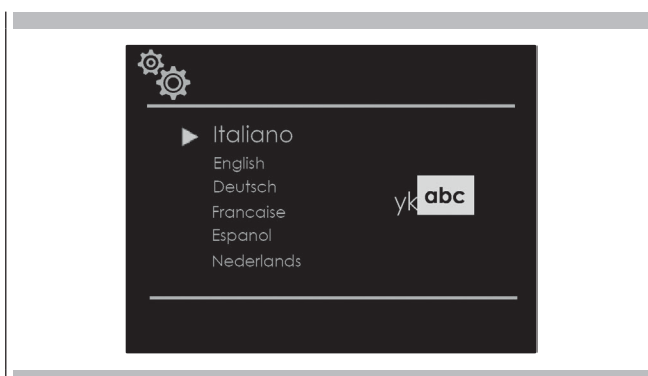 Italiano
English
Deutsch
Francaise
yk abc
Espanol
Nederlands